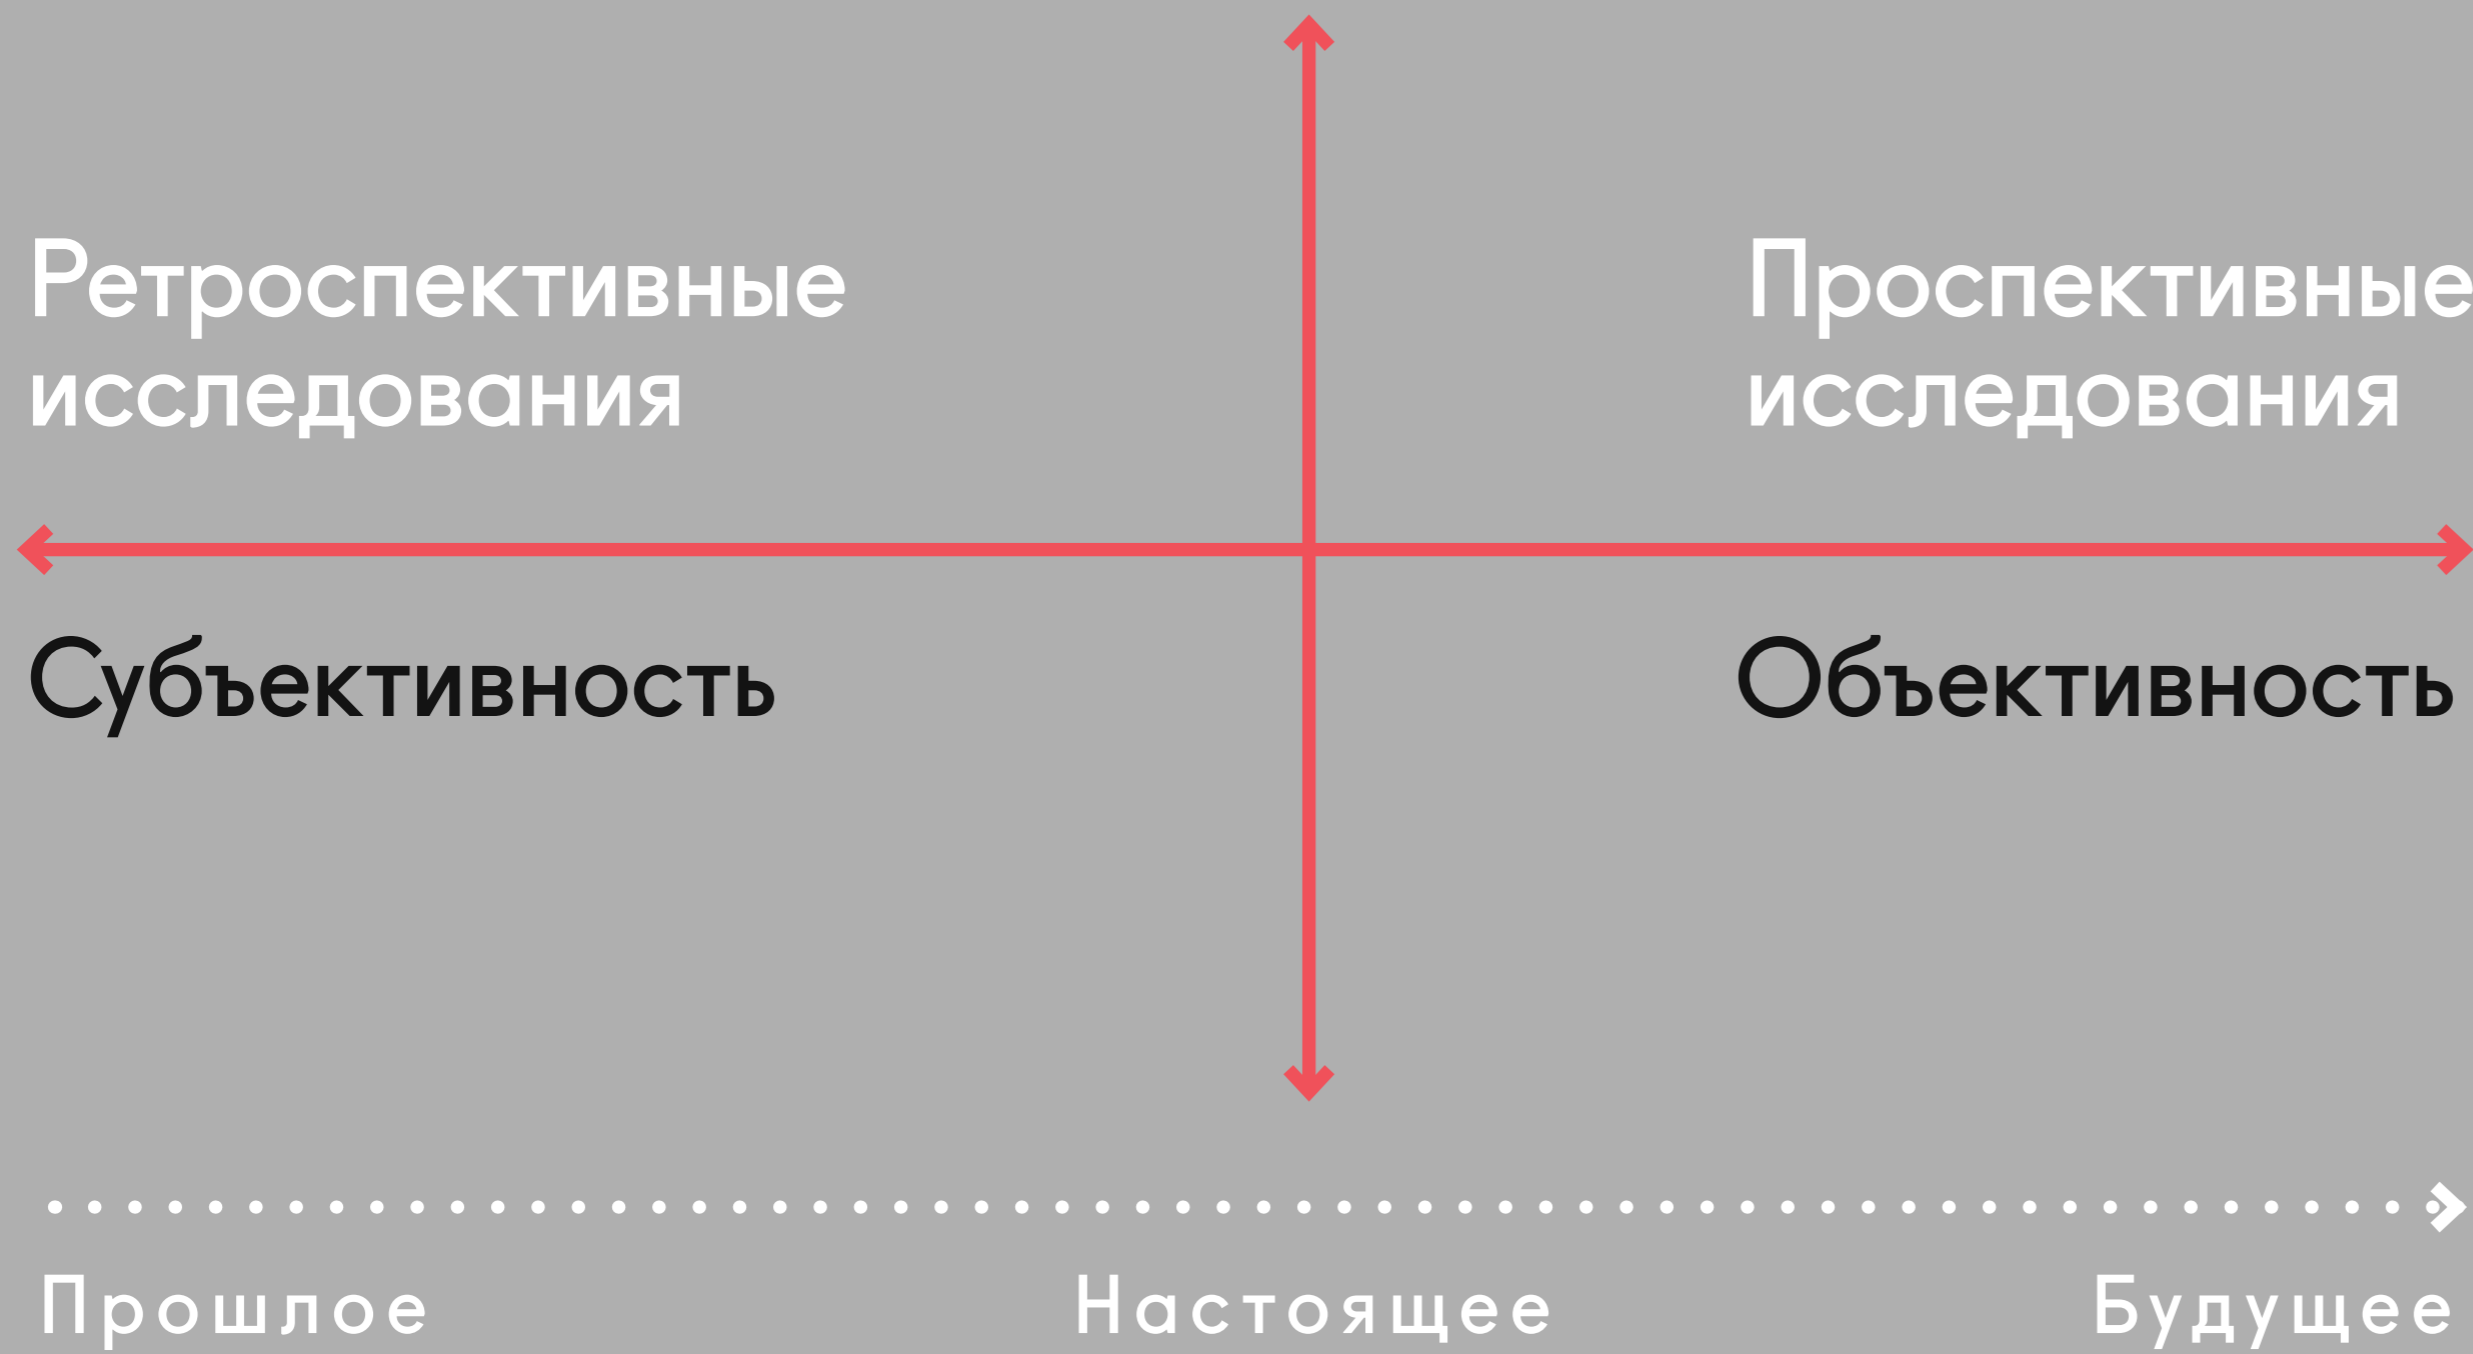 Ретроспективные
исследования
Проспективные
исследования
Субъективность
Объективность
Прошлое
Настоящее
Будущее